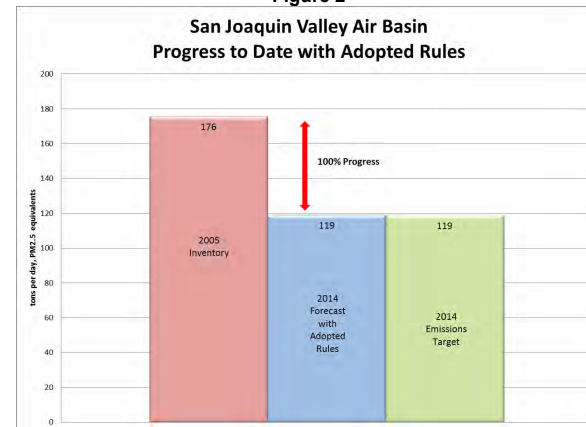 San Joaquin Valley Air Basin
Progress to Date with Adopted Rules
200
180
160
140
120
100
80
60
40
20
0
tons per day, PM2.5 equivalents
176
2005
Inventory
100% Progress
119
2014
Forecast
with
Adopted
Rules
119
2014
Emissions
Target